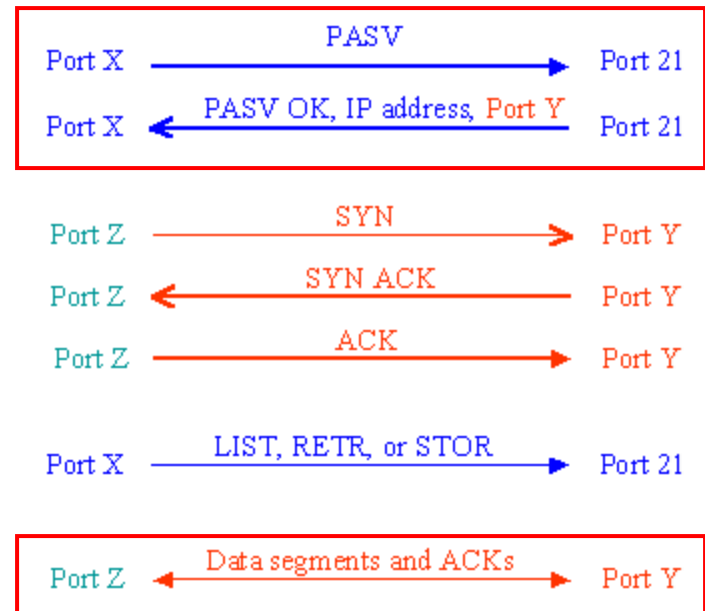 PASV
Port X Port 21
PASV OK, IP address, Port Y
Port X Port 21
SYN
Port Z Port Y
SYN ACK
Port Z Port Y
ACK
Port Z Port Y
LIST, RETR, or STOR
Port X Port 21
Data segments and ACKs
Port Z Port Y